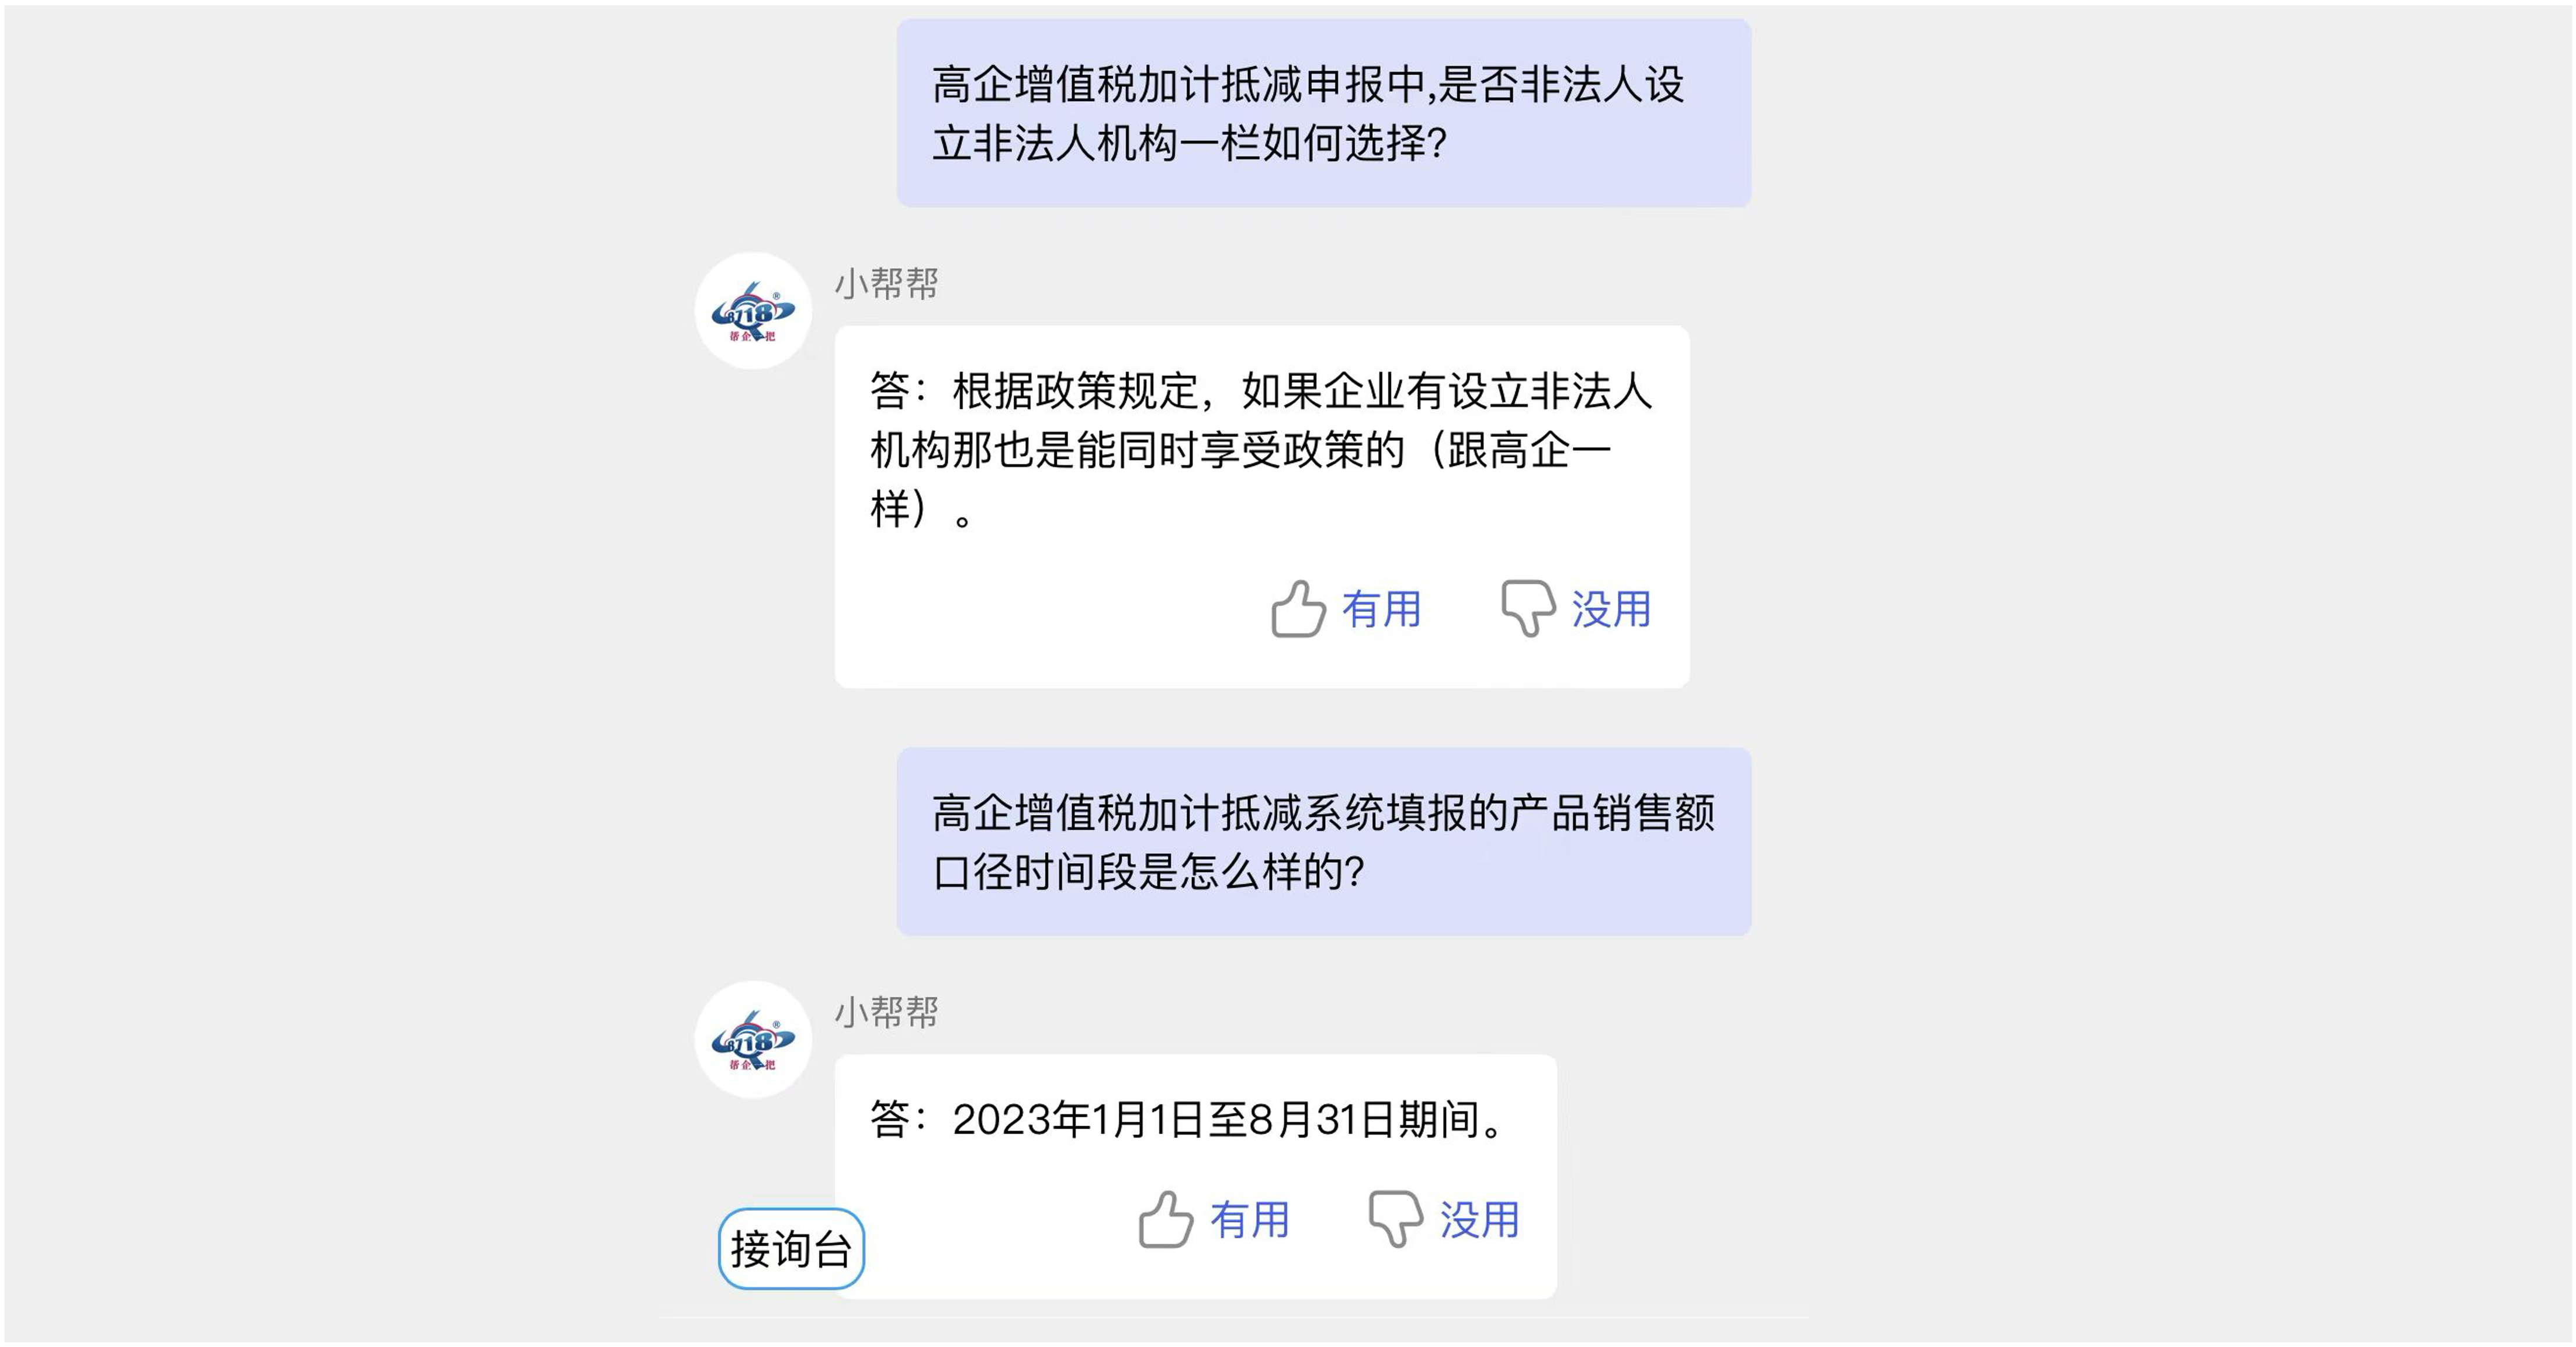 高企增值税加计抵减申报中,是否非法人设
立非法人机构一栏如何选择?
小帮帮
8718
®
帮企一把
答：根据政策规定，如果企业有设立非法人
机构那也是能同时享受政策的（跟高企一
样）。
有用
没用
高企增值税加计抵减系统填报的产品销售额
口径时间段是怎么样的?
小帮帮
8718
®
帮企一把
答：2023年1月1日至8月31日期间。
有用
没用
接询台